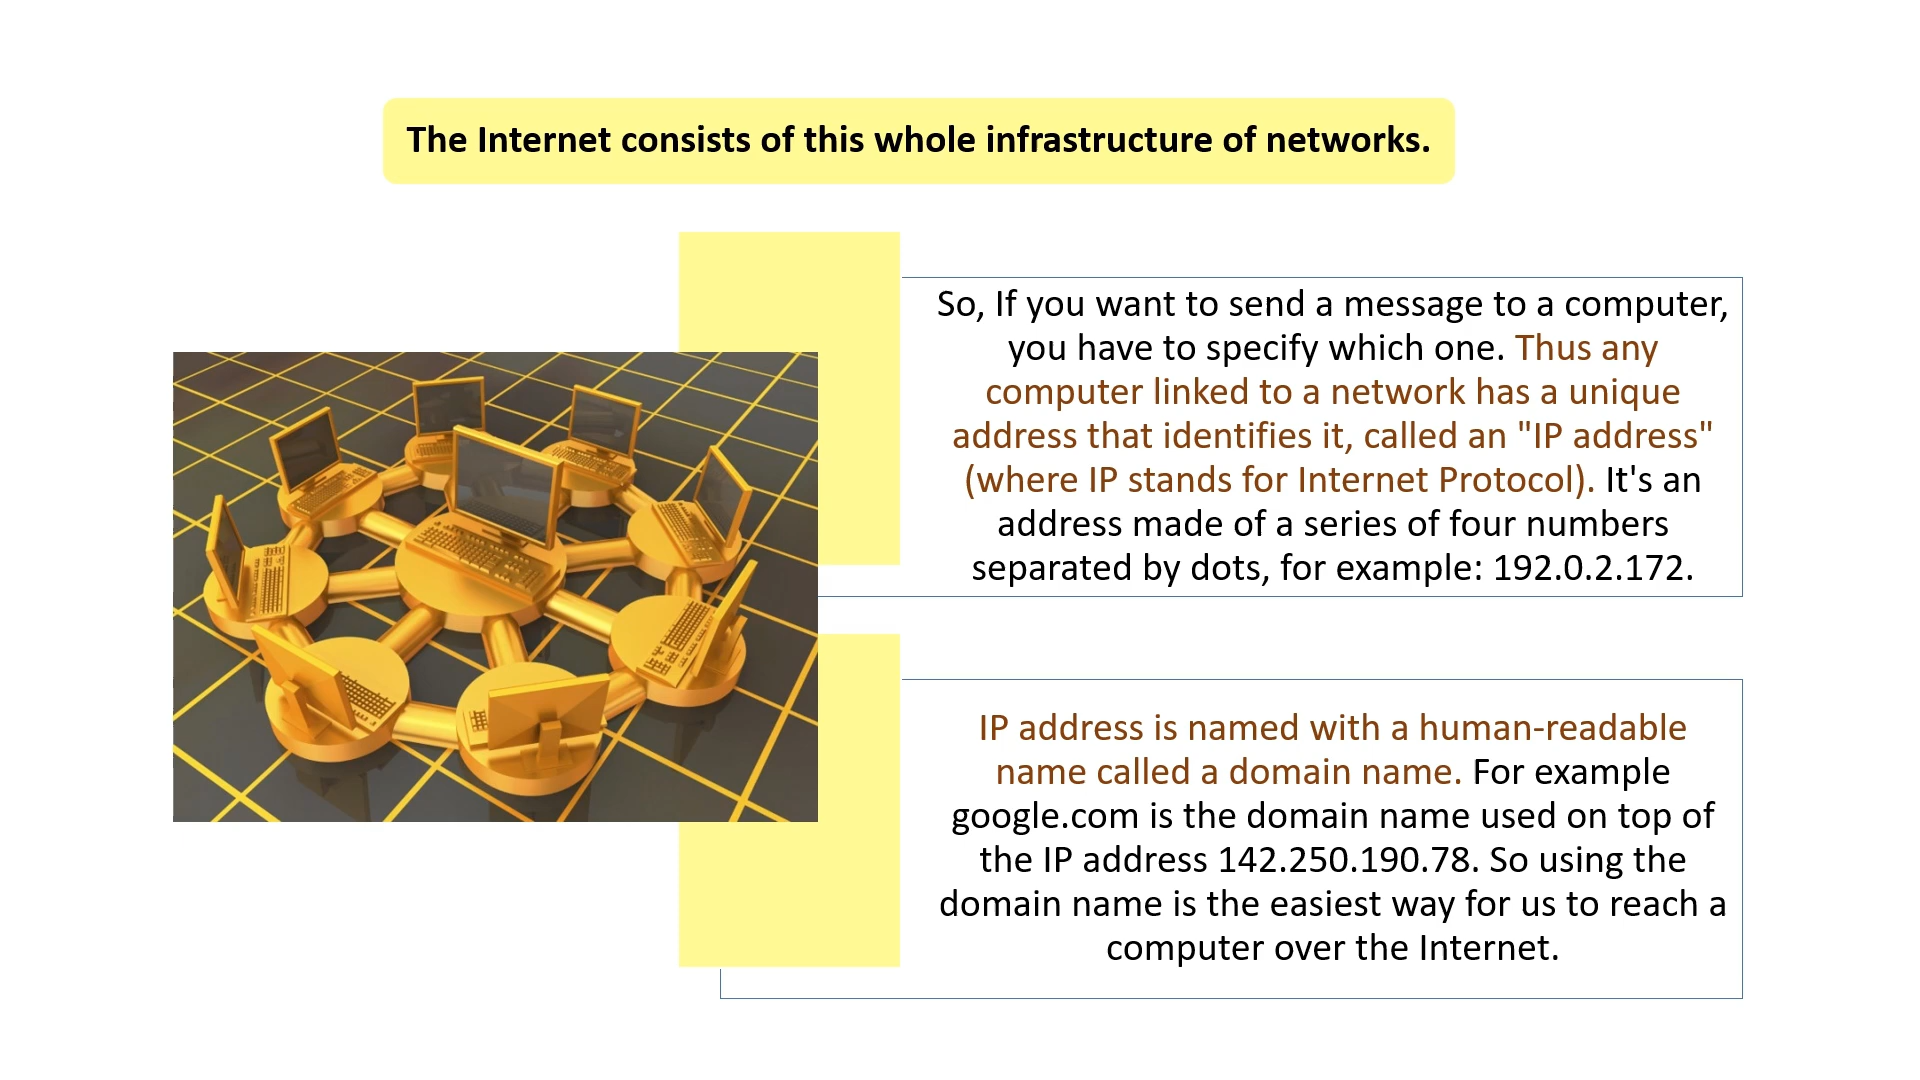 The Internet consists of this whole infrastructure of networks.
So, If you want to send a message to a computer,
you have to specify which one. Thus any
computer linked to a network has a unique
address that identifies it, called an "IP address"
(where IP stands for Internet Protocol). It's an
address made of a series of four numbers
separated by dots, for example: 192.0.2.172.
IP address is named with a human-readable
name called a domain name. For example
google.com is the domain name used on top of
the IP address 142.250.190.78. So using the
domain name is the easiest way for us to reach a
computer over the Internet.